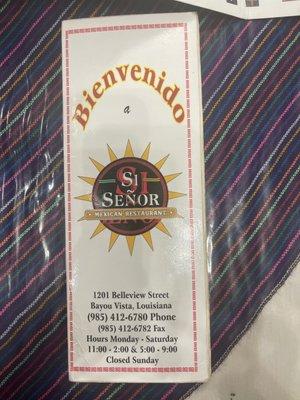 Bienvenido
a
Si
Señor
MEXICAN RESTAURANT
1201 Belleview Street
Bayou Vista, Louisiana
(985) 412-6780 Phone
(985) 412-6782 Fax
Hours Monday - Saturday
11:00 - 2:00 & 5:00 - 9:00
Closed Sunday